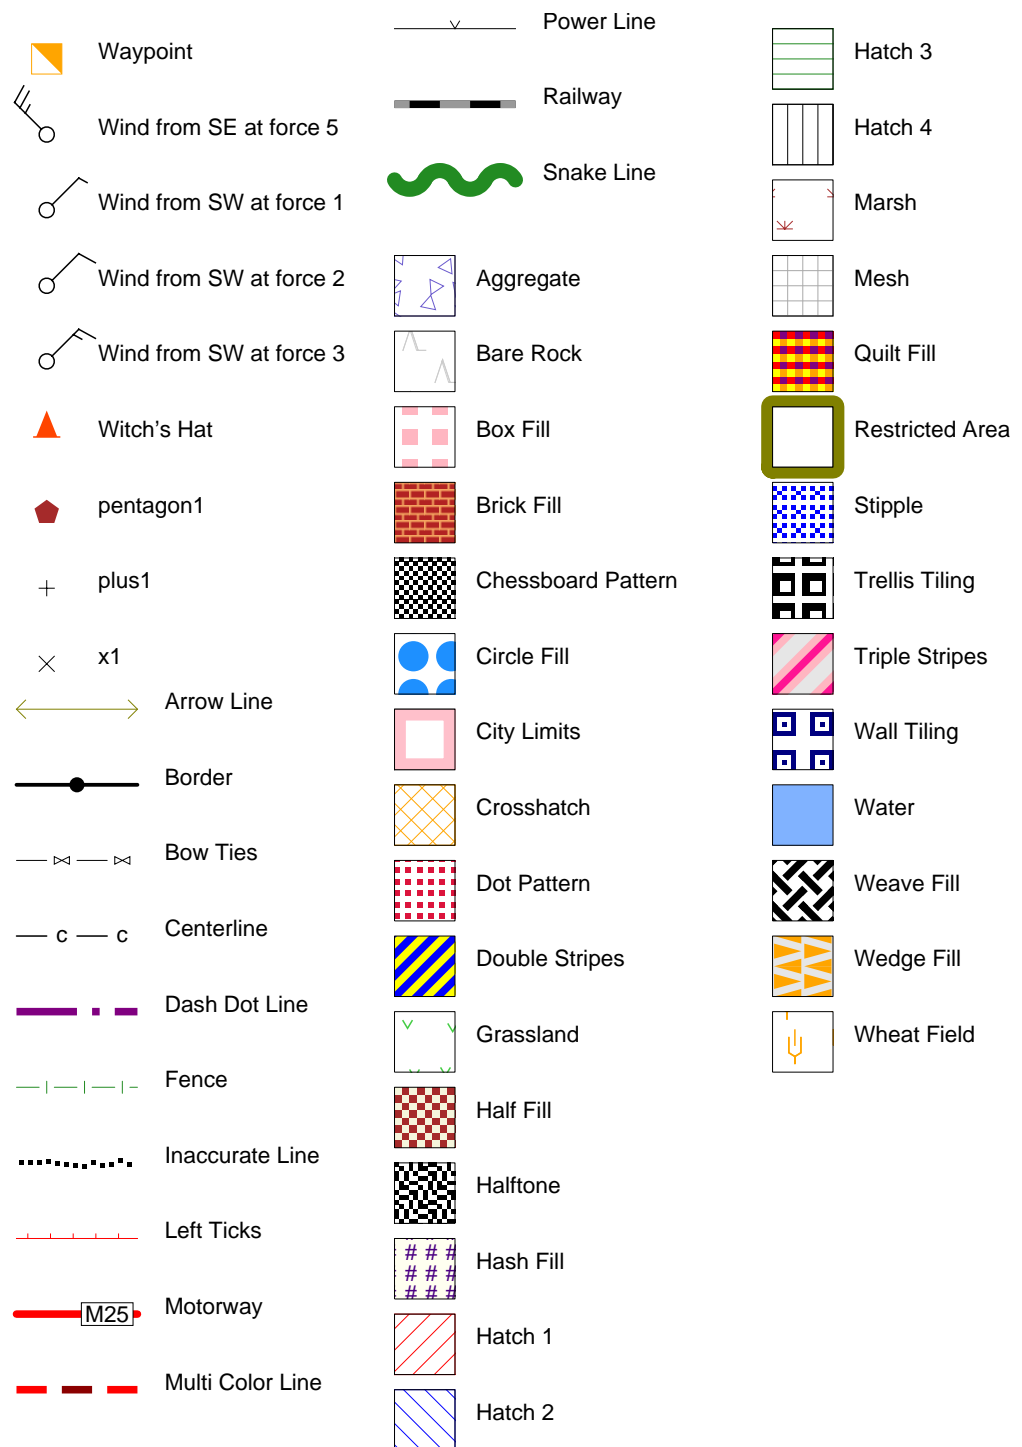 Waypoint
Wind from SE at force 5
Wind from SW at force 1
Wind from SW at force 2
Wind from SW at force 3
Witch's Hat
pentagon1
plus1
x1
Arrow Line
Border
Bow Ties
c c Centerline
Dash Dot Line
Fence
Inaccurate Line
Left Ticks
M25 Motorway
Multi Color Line
Power Line
Railway
Snake Line
Aggregate
Bare Rock
Box Fill
Brick Fill
Chessboard Pattern
Circle Fill
City Limits
Crosshatch
Dot Pattern
Double Stripes
Grassland
Half Fill
Halftone
# # #
# # # Hash Fill
# # #
Hatch 1
Hatch 2
Hatch 3
Hatch 4
Marsh
Mesh
Quilt Fill
Restricted Area
Stipple
Trellis Tiling
Triple Stripes
Wall Tiling
Water
Weave Fill
Wedge Fill
Wheat Field